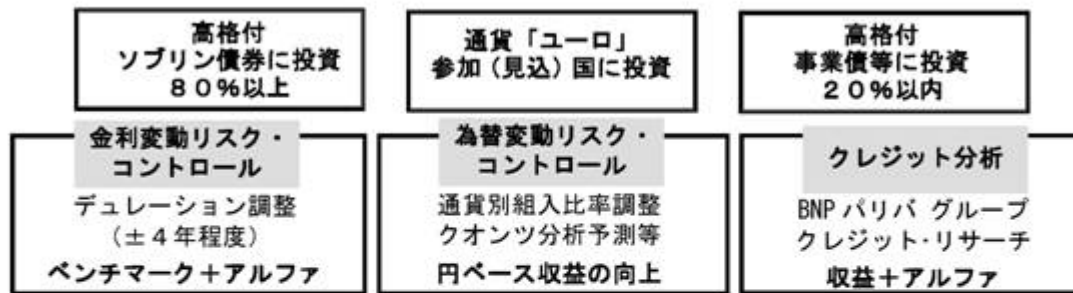 高格付
ソブリン債券に投資
８０％以上
通貨「ユーロ」
参加（見込）国に投資
高格付
事業債等に投資
２０％以内
金利変動リスク・
コントロール
デュレーション調整
（±４年程度）
ベンチマーク＋アルファ
為替変動リスク・
コントロール
通貨別組入比率調整
クオンツ分析予測等
円ベース収益の向上
クレジット分析
BNP パリバ グループ
クレジット・リサーチ
収益＋アルファ